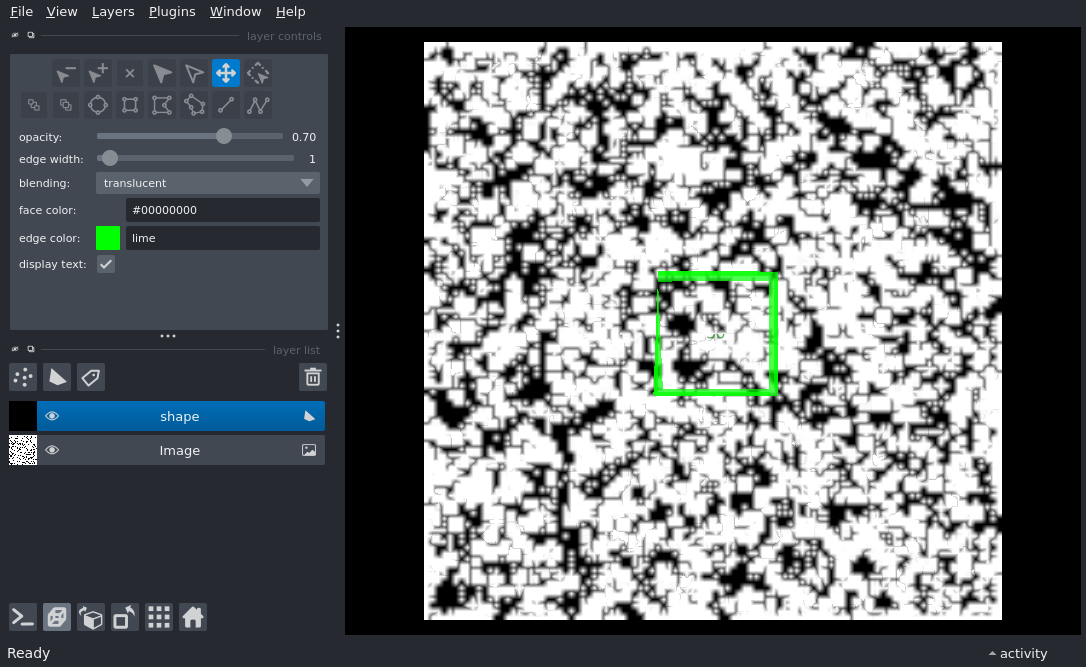 File View Layers Plugins Window Help
layer controls
opacity: 0.70
edge width: 1
blending: translucent
face color: #00000000
edge color: lime
display text:
layer list
shape
Image
Ready
activity